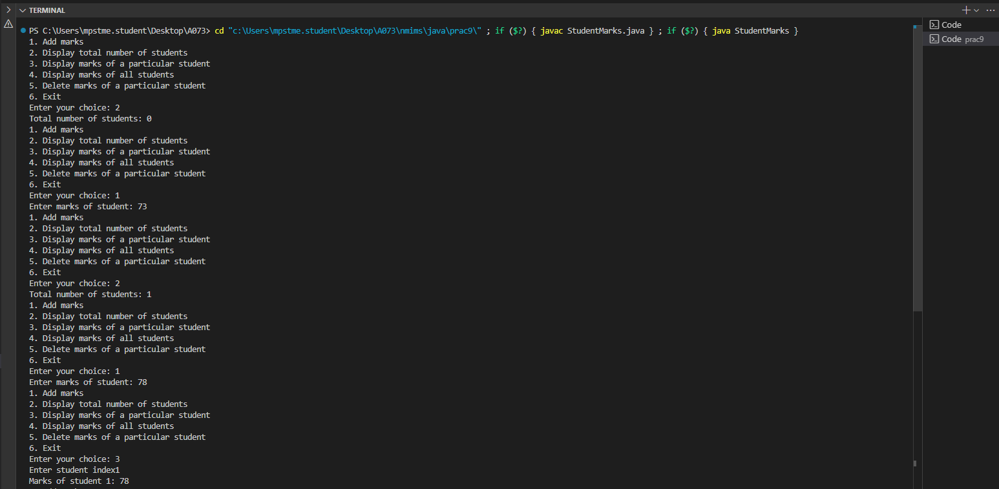 TERMINAL
Code
Code prac9
PS C:\Users\mpstme.student\Desktop\A073> cd "c:\Users\mpstme.student\Desktop\A073\nmims\java\prac9\" ; if ($?) { javac StudentMarks.java } ; if ($?) { java StudentMarks }
1. Add marks
2. Display total number of students
3. Display marks of a particular student
4. Display marks of all students
5. Delete marks of a particular student
6. Exit
Enter your choice: 2
Total number of students: 0
1. Add marks
2. Display total number of students
3. Display marks of a particular student
4. Display marks of all students
5. Delete marks of a particular student
6. Exit
Enter your choice: 1
Enter marks of student: 73
1. Add marks
2. Display total number of students
3. Display marks of a particular student
4. Display marks of all students
5. Delete marks of a particular student
6. Exit
Enter your choice: 2
Total number of students: 1
1. Add marks
2. Display total number of students
3. Display marks of a particular student
4. Display marks of all students
5. Delete marks of a particular student
6. Exit
Enter your choice: 1
Enter marks of student: 78
1. Add marks
2. Display total number of students
3. Display marks of a particular student
4. Display marks of all students
5. Delete marks of a particular student
6. Exit
Enter your choice: 3
Enter student index1
Marks of student 1: 78